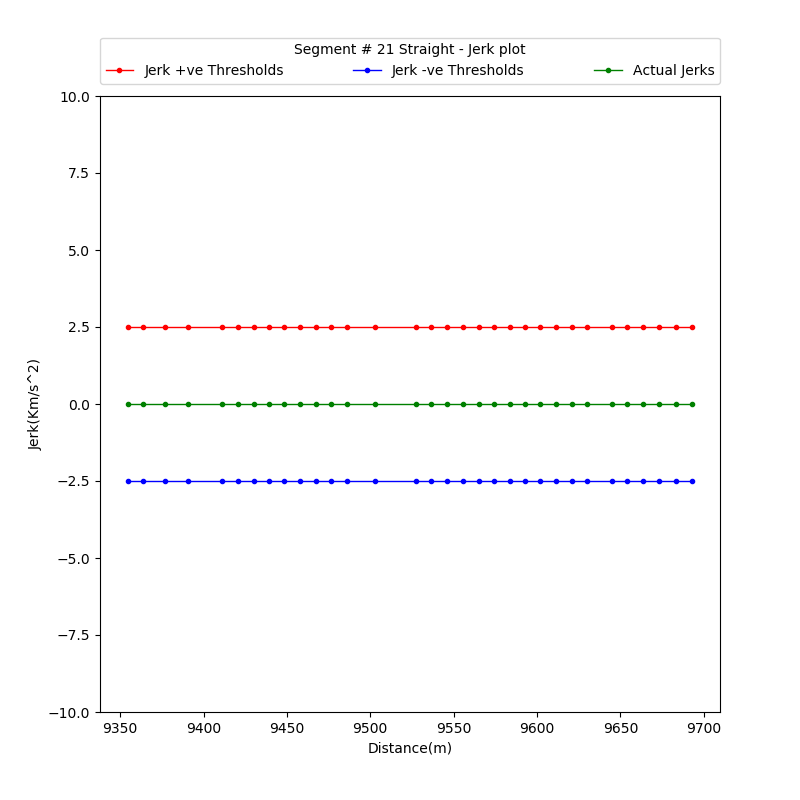 Segment # 21 Straight - Jerk plot
Jerk +ve Thresholds Jerk -ve Thresholds Actual Jerks
10.0
7.5
5.0
2.5
0.0
−2.5
−5.0
−7.5
−10.0
Jerk(Km/s^2)
9350 9400 9450 9500 9550 9600 9650 9700
Distance(m)